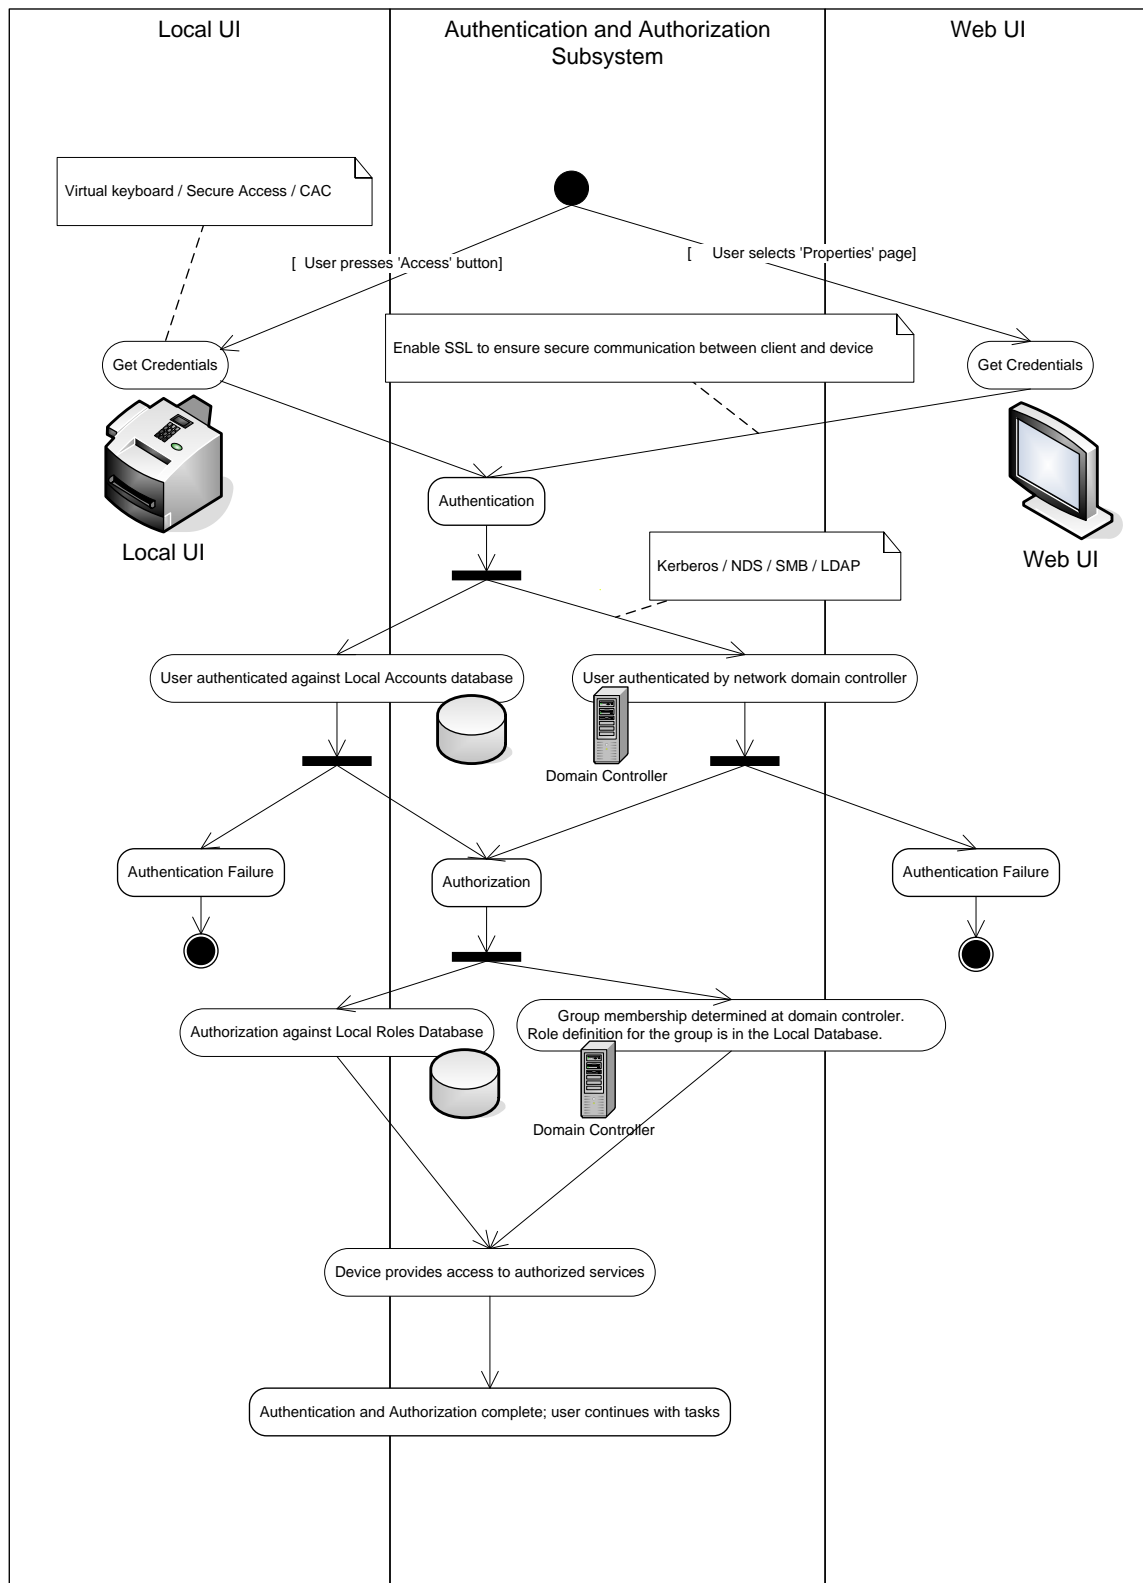 Local UI
Authentication and Authorization
Subsystem
Web UI
Virtual keyboard / Secure Access / CAC
[ User presses 'Access' button]
[ User selects 'Properties' page]
Enable SSL to ensure secure communication between client and device
Get Credentials
Get Credentials
Authentication
Local UI
Web UI
Kerberos / NDS / SMB / LDAP
User authenticated against Local Accounts database
User authenticated by network domain controller
Domain Controller
Authentication Failure
Authorization
Authentication Failure
Authorization against Local Roles Database
Group membership determined at domain controler.
Role definition for the group is in the Local Database.
Domain Controller
Device provides access to authorized services
Authentication and Authorization complete; user continues with tasks